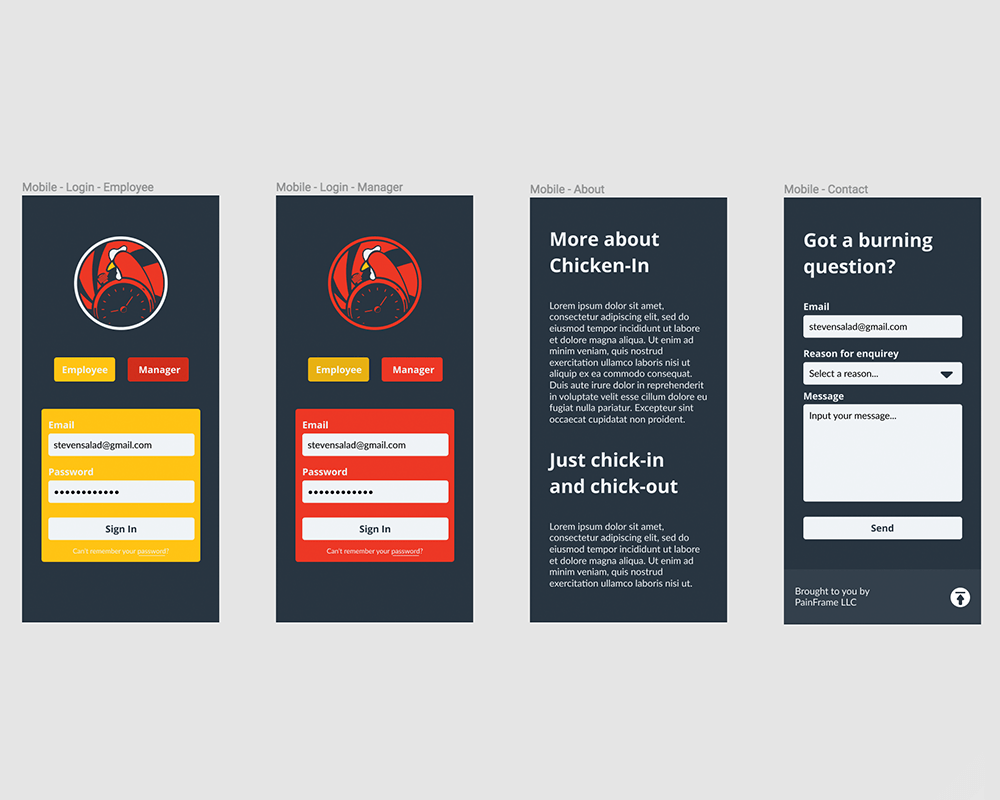 Mobile - Login - Employee
Employee
Manager
Email
stevensalad@gmail.com
Password
••••••••••••
Sign In
Can't remember your password?
Mobile - Login - Manager
Employee
Manager
Email
stevensalad@gmail.com
Password
••••••••••••
Sign In
Can't remember your password?
Mobile - About
More about
Chicken-In
Lorem ipsum dolor sit amet,
consectetur adipiscing elit, sed do
eiusmod tempor incididunt ut labore
et dolore magna aliqua. Ut enim ad
minim veniam, quis nostrud
exercitation ullamco laboris nisi ut
aliquip ex ea commodo consequat.
Duis aute irure dolor in reprehenderit
in voluptate velit esse cillum dolore eu
fugiat nulla pariatur. Excepteur sint
occaecat cupidatat non proident.
Just chick-in
and chick-out
Lorem ipsum dolor sit amet,
consectetur adipiscing elit, sed do
eiusmod tempor incididunt ut labore
et dolore magna aliqua. Ut enim ad
minim veniam, quis nostrud
exercitation ullamco laboris nisi ut.
Mobile - Contact
Got a burning
question?
Email
stevensalad@gmail.com
Reason for enquirey
Select a reason...
Message
Input your message...
Send
Brought to you by
PainFrame LLC